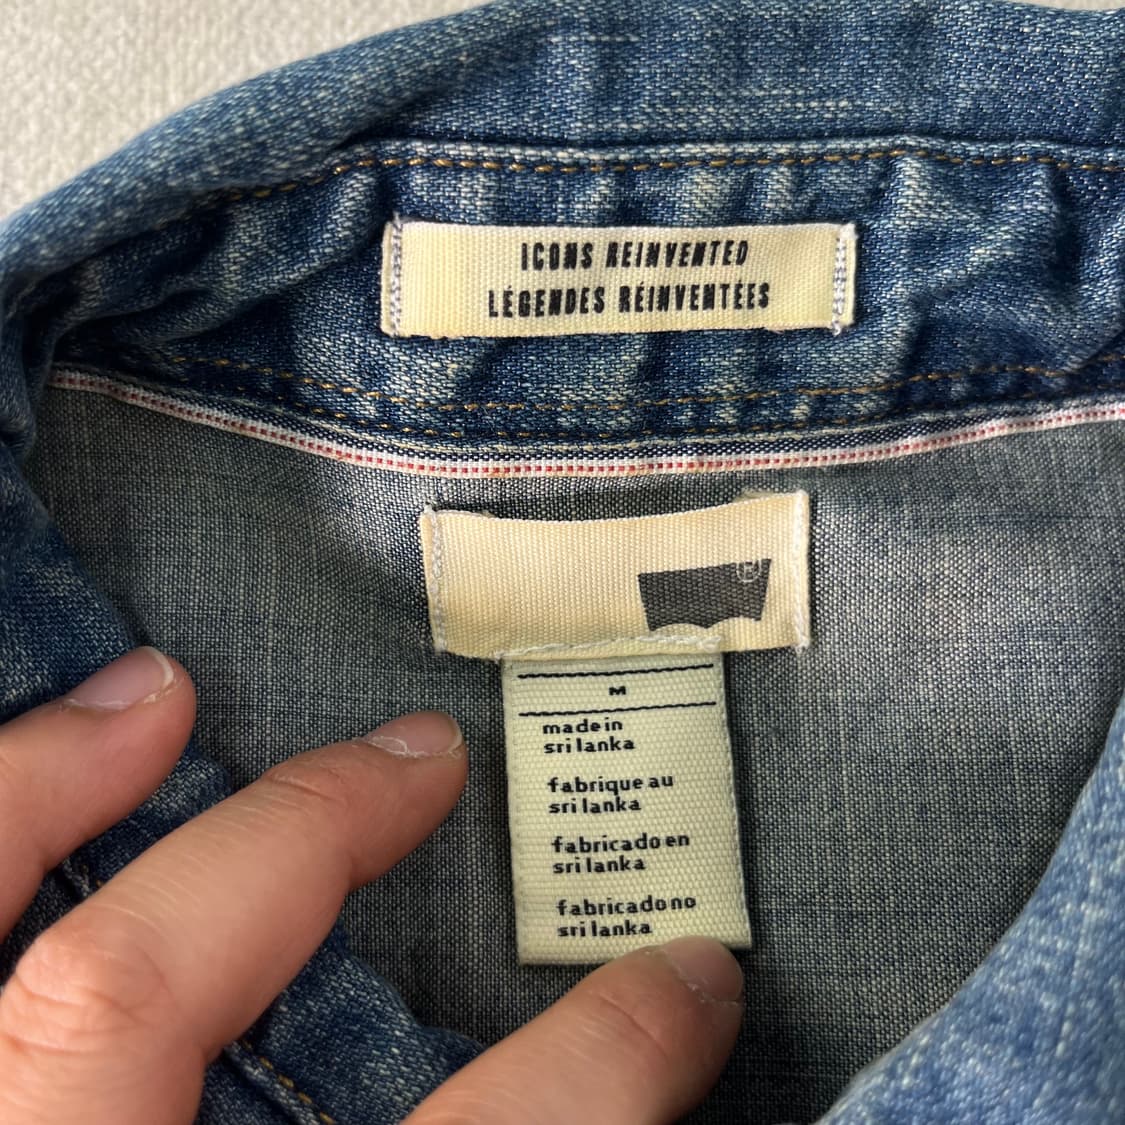 ICONS REINVENTED
LÉGENDES RÉINVENTÉES
®
M
made in
sri lanka
fabrique au
sri lanka
fabricado en
sri lanka
fabricado no
sri lanka